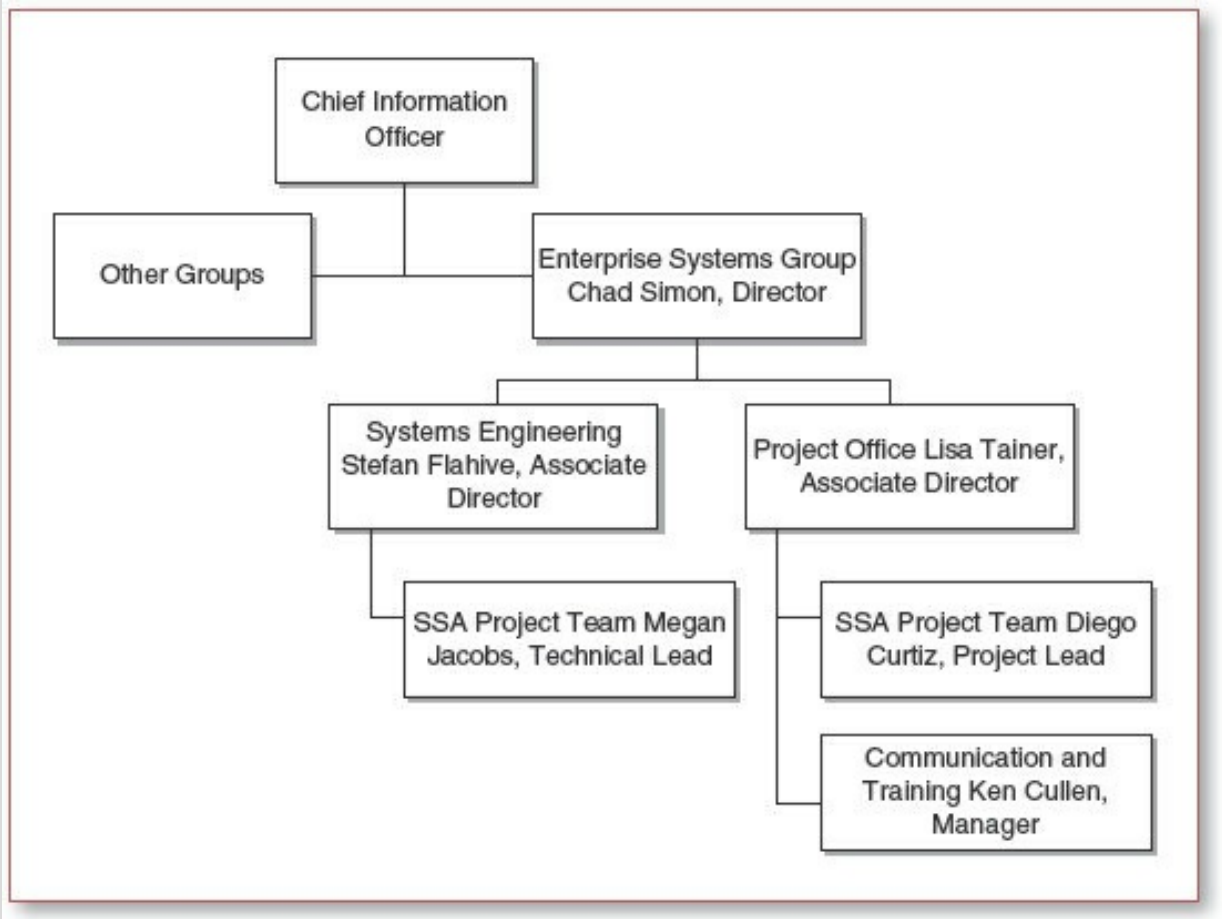 Chief Information
Officer
Other Groups
Enterprise Systems Group
Chad Simon, Director
Systems Engineering
Stefan Flahive, Associate
Director
Project Office Lisa Tainer,
Associate Director
SSA Project Team Megan
Jacobs, Technical Lead
SSA Project Team Diego
Curtiz, Project Lead
Communication and
Training Ken Cullen,
Manager